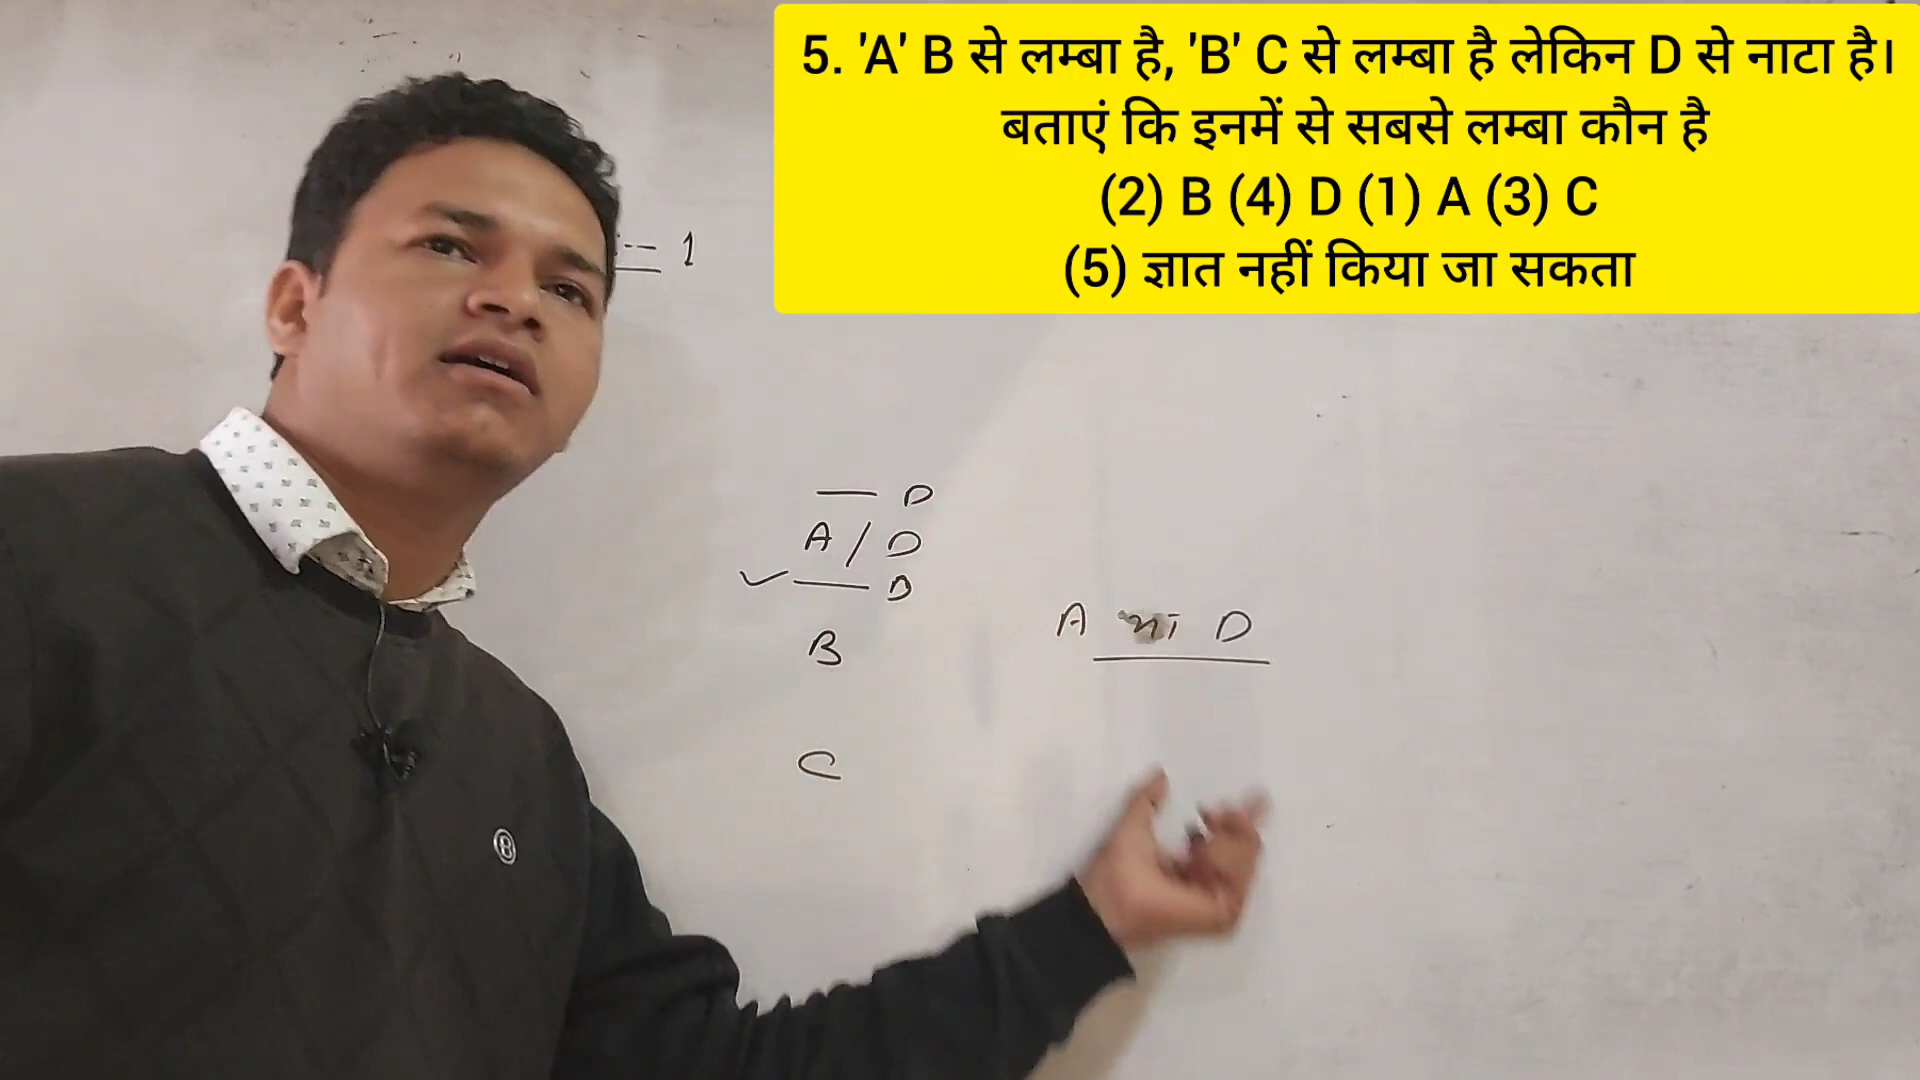 5. 'A' B से लम्बा है, 'B' C से लम्बा है लेकिन D से नाटा है।
बताएं कि इनमें से सबसे लम्बा कौन है
(2) B (4) D (1) A (3) C
(5) ज्ञात नहीं किया जा सकता
1
D
A / D
B
B
C
A या D
B